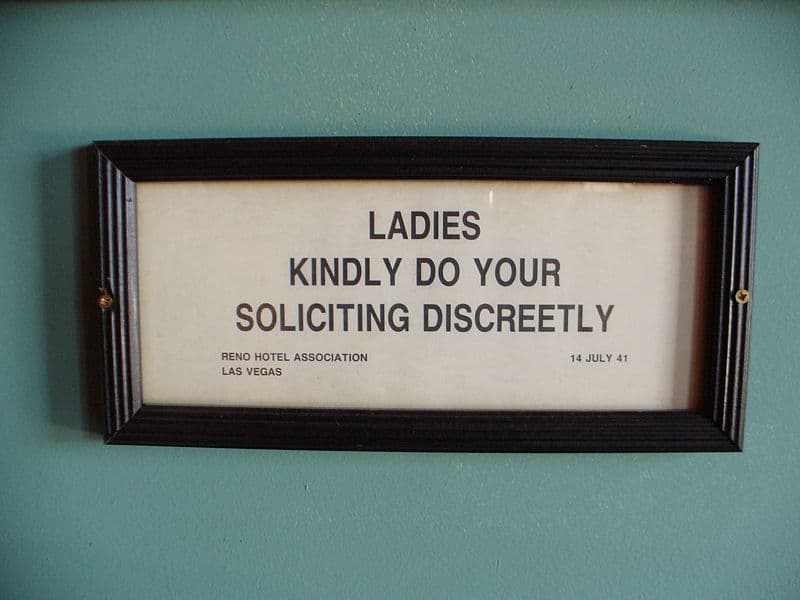 LADIES
KINDLY DO YOUR
SOLICITING DISCREETLY
RENO HOTEL ASSOCIATION 14 JULY 41
LAS VEGAS